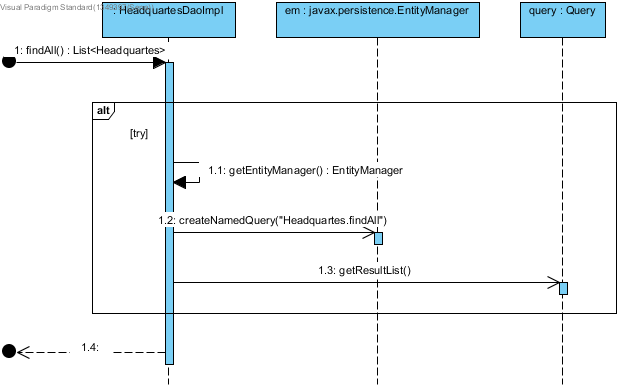 Visual Paradigm Standard
: HeadquartesDaoImpl
em : javax.persistence.EntityManager
query : Query
1: findAll() : List<Headquartes>
alt
[try]
1.1: getEntityManager() : EntityManager
1.2: createNamedQuery("Headquartes.findAll")
1.3: getResultList()
1.4: